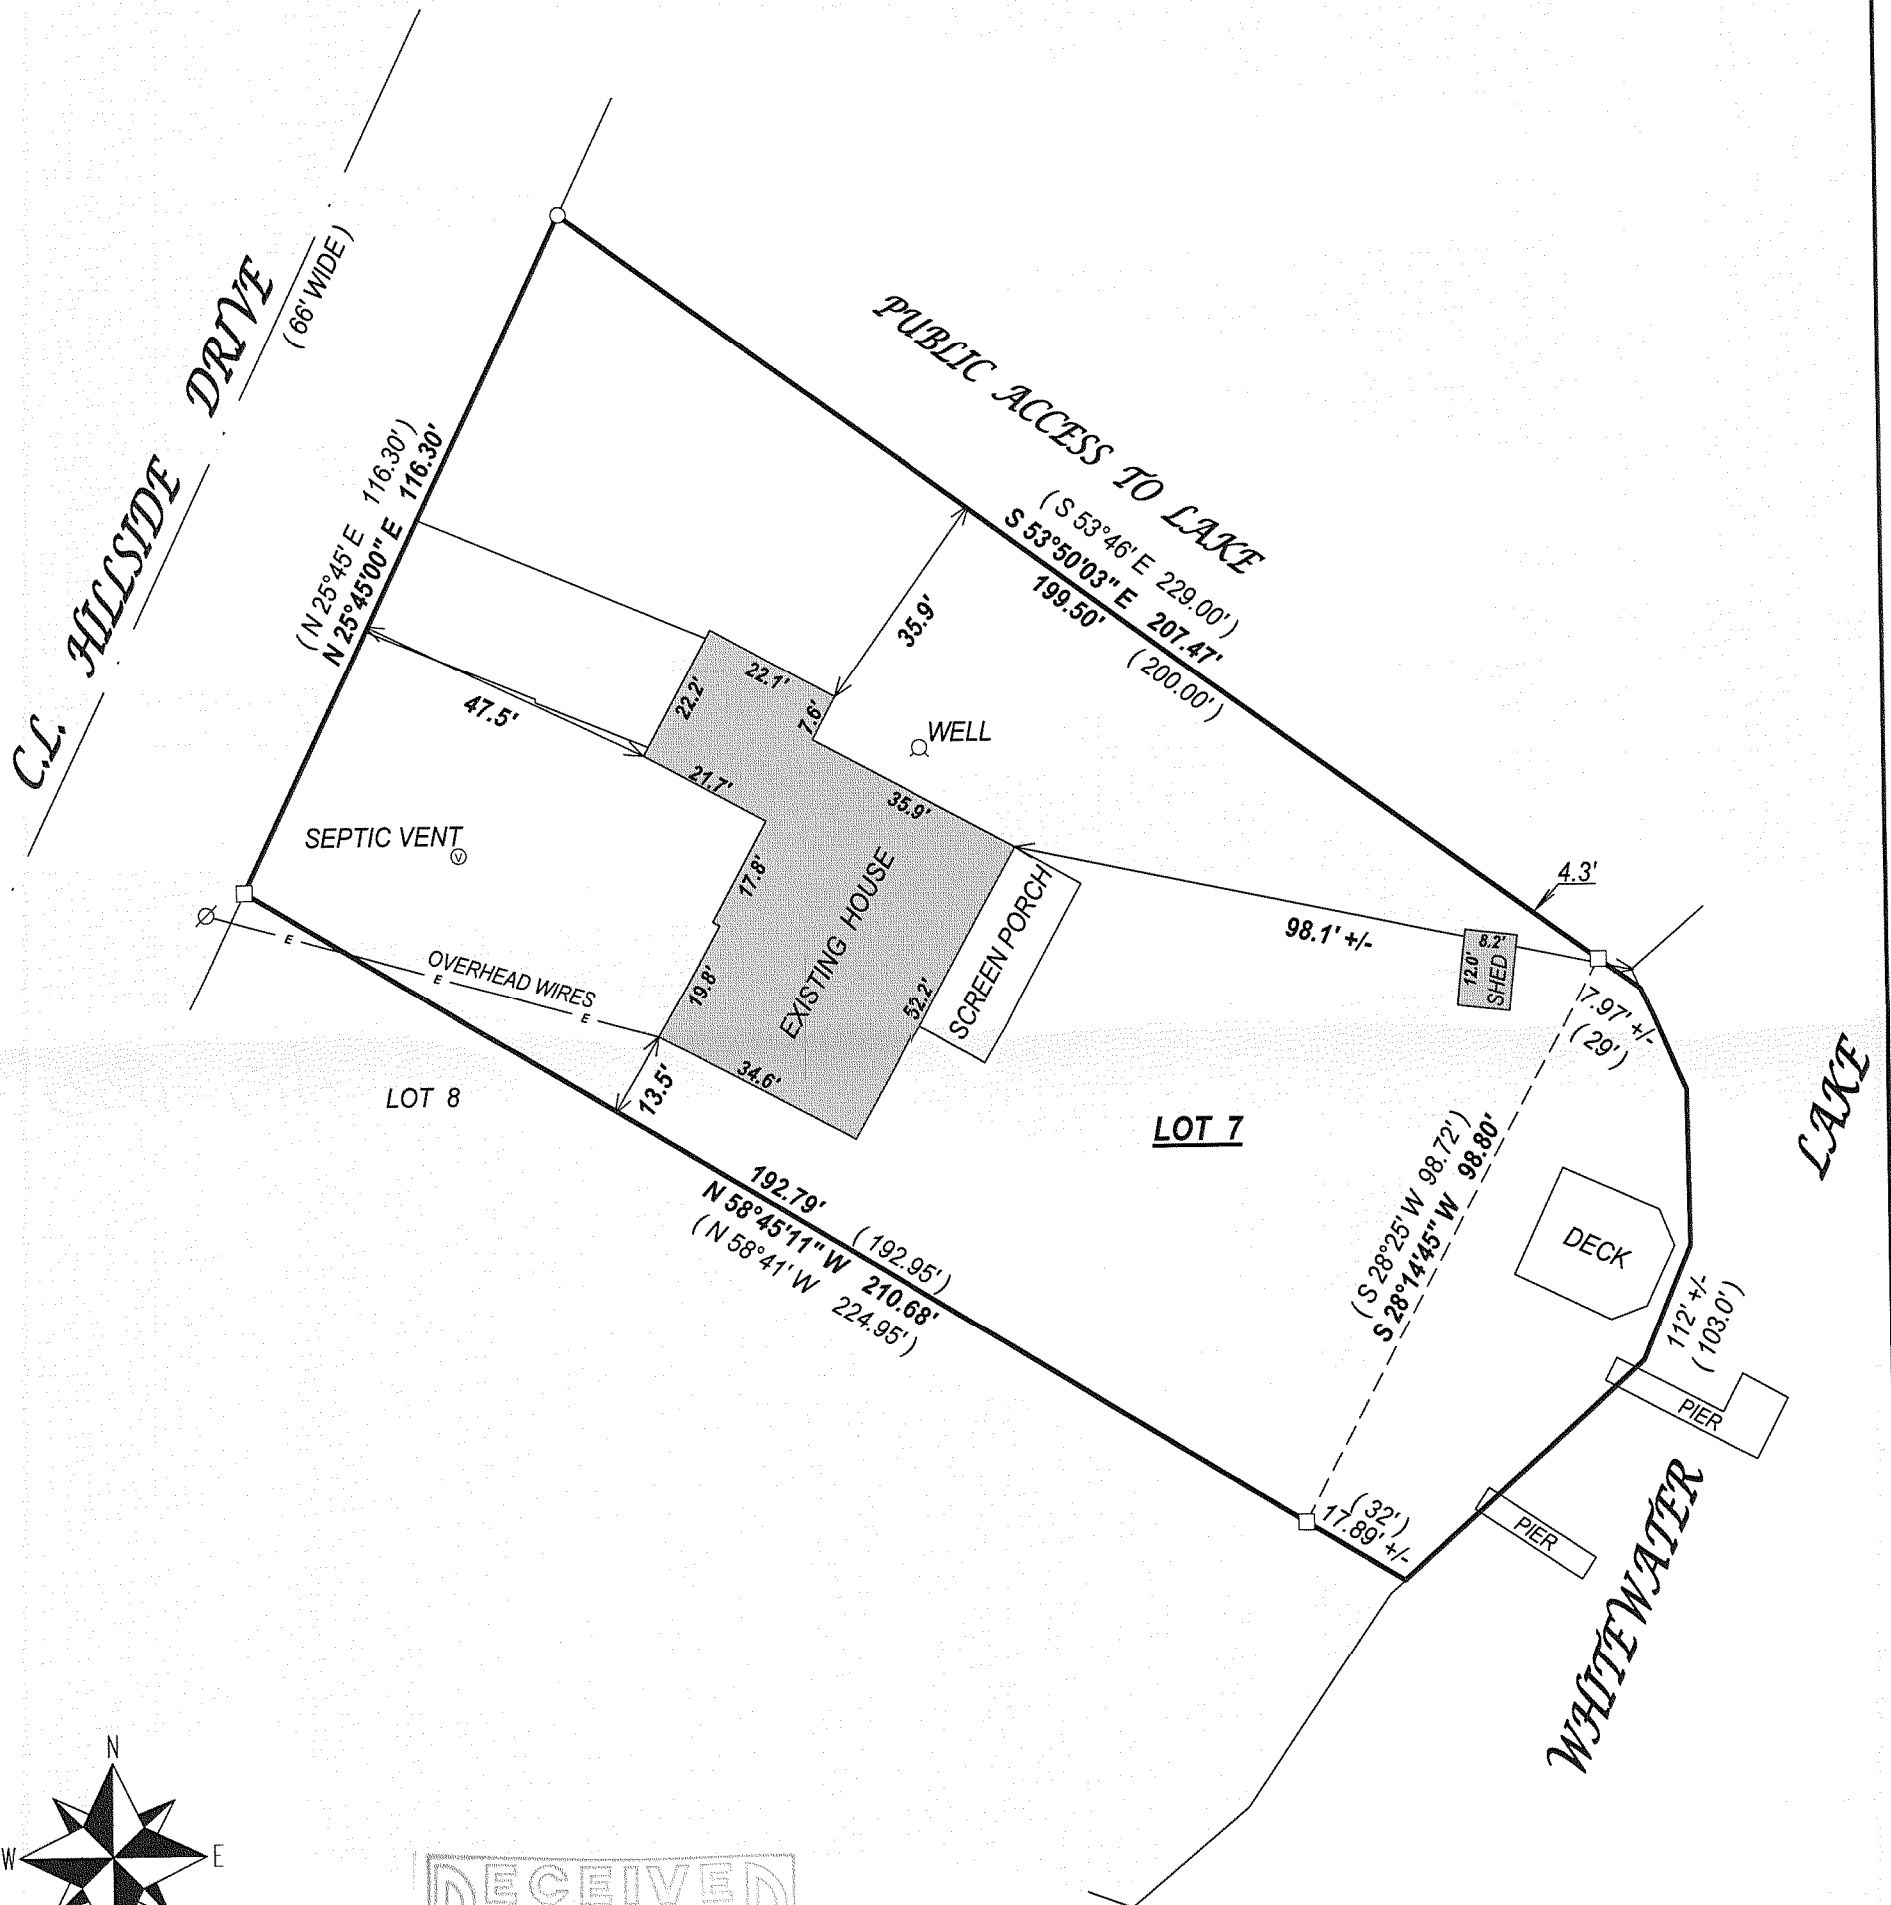 C.L. HILLSIDE DRIVE
(66' WIDE)
PUBLIC ACCESS TO LAKE
(N 25°45' E 116.30')
N 25°45'00" E 116.30'
(S 53°46' E 229.00')
S 53°50'03" E 207.47'
199.50'
(200.00')
35.9'
47.5'
22.1'
22.2'
7.6'
WELL
21.7'
35.9'
SEPTIC VENT
V
17.8'
EXISTING HOUSE
SCREEN PORCH
4.3'
98.1' +/-
8.2'
12.0'
SHED
E
OVERHEAD WIRES
E
E
19.8'
52.2'
7.97' +/-
(29')
34.6'
13.5'
LOT 8
LOT 7
(S 28°25' W 98.72')
S 28°14'45" W 98.80'
DECK
192.79'
(192.95')
N 58°45'11" W 210.68'
(N 58°41' W 224.95')
112' +/-
(103.0')
PIER
(32')
17.89' +/-
PIER
WHITEWATER LAKE
N
W E
RECEIVED